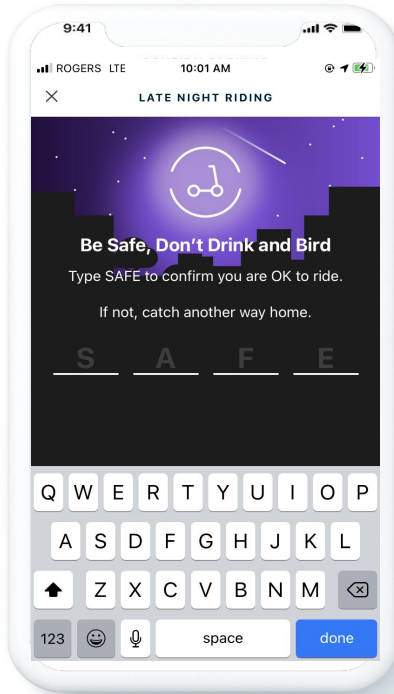 9:41
ROGERS LTE 10:01 AM
LATE NIGHT RIDING
Be Safe, Don't Drink and Bird
Type SAFE to confirm you are OK to ride.
If not, catch another way home.
S A F E
Q W E R T Y U I O P
A S D F G H J K L
Z X C V B N M
123 space done